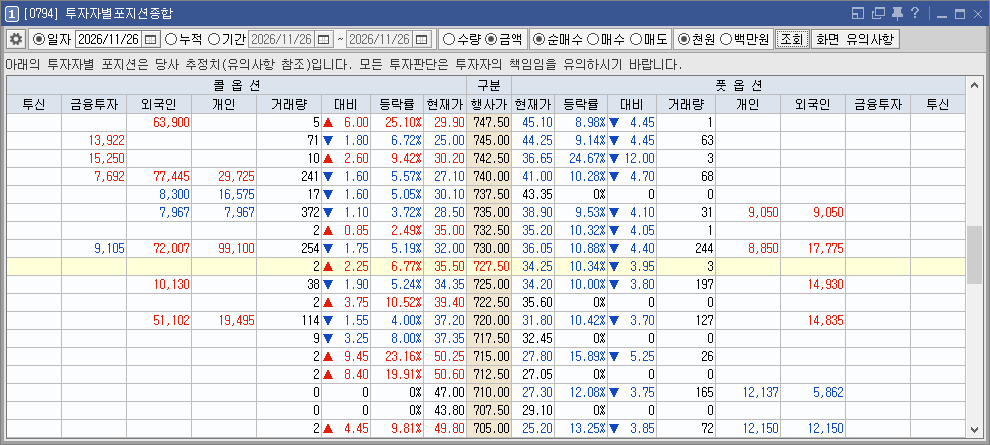 1 [0794] 투자자별포지션종합
일자 2026/11/26 누적 기간 2026/11/26 ~ 2026/11/26 수량 금액 순매수 매수 매도 천원 백만원 조회 화면 유의사항
아래의 투자자별 포지션은 당사 추정치(유의사항 참조)입니다. 모든 투자판단은 투자자의 책임임을 유의하시기 바랍니다.
콜 옵 션 구분 풋 옵 션
투신 금융투자 외국인 개인 거래량 대비 등락률 현재가 행사가 현재가 등락률 대비 거래량 개인 외국인 금융투자 투신
63,900 5 ▲ 6.00 25.10% 29.90 747.50 45.10 8.98% ▼ 4.45 1
13,922 71 ▼ 1.80 6.72% 25.00 745.00 44.25 9.14% ▼ 4.45 63
15,250 10 ▲ 2.60 9.42% 30.20 742.50 36.65 24.67% ▼ 12.00 3
7,692 77,445 29,725 241 ▼ 1.60 5.57% 27.10 740.00 41.00 10.28% ▼ 4.70 68
8,300 16,575 17 ▼ 1.60 5.05% 30.10 737.50 43.35 0% 0 0
7,967 7,967 372 ▼ 1.10 3.72% 28.50 735.00 38.90 9.53% ▼ 4.10 31 9,050 9,050
2 ▲ 0.85 2.49% 35.00 732.50 35.20 10.32% ▼ 4.05 1
9,105 72,007 99,100 254 ▼ 1.75 5.19% 32.00 730.00 36.05 10.88% ▼ 4.40 244 8,850 17,775
2 ▲ 2.25 6.77% 35.50 727.50 34.25 10.34% ▼ 3.95 3
10,130 38 ▼ 1.90 5.24% 34.35 725.00 34.20 10.00% ▼ 3.80 197 14,930
2 ▲ 3.75 10.52% 39.40 722.50 35.60 0% 0 0
51,102 19,495 114 ▼ 1.55 4.00% 37.20 720.00 31.80 10.42% ▼ 3.70 127 14,835
9 ▼ 3.25 8.00% 37.35 717.50 32.45 0% 0 0
2 ▲ 9.45 23.16% 50.25 715.00 27.80 15.89% ▼ 5.25 26
2 ▲ 8.40 19.91% 50.60 712.50 27.05 0% 0 0
0 0 0% 47.00 710.00 27.30 12.08% ▼ 3.75 165 12,137 5,862
0 0 0% 43.80 707.50 29.10 0% 0 0
2 ▲ 4.45 9.81% 49.80 705.00 25.20 13.25% ▼ 3.85 72 12,150 12,150